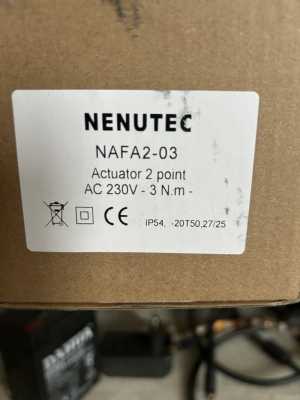 NENUTEC
NAFA2-03
Actuator 2 point
AC 230V - 3 N.m -
CE IP54, -20T50,27/25